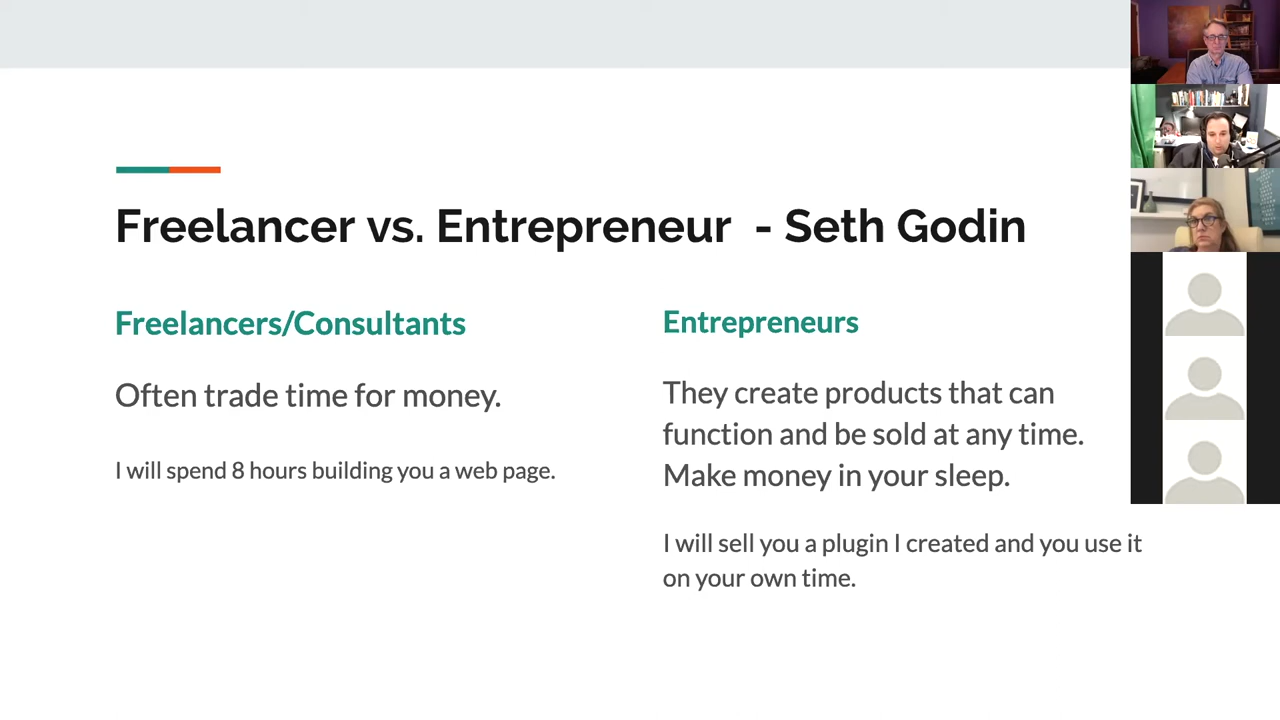 Freelancer vs. Entrepreneur  - Seth Godin
Freelancers/Consultants
Often trade time for money.
I will spend 8 hours building you a web page.
Entrepreneurs
They create products that can
function and be sold at any time.
Make money in your sleep.
I will sell you a plugin I created and you use it
on your own time.